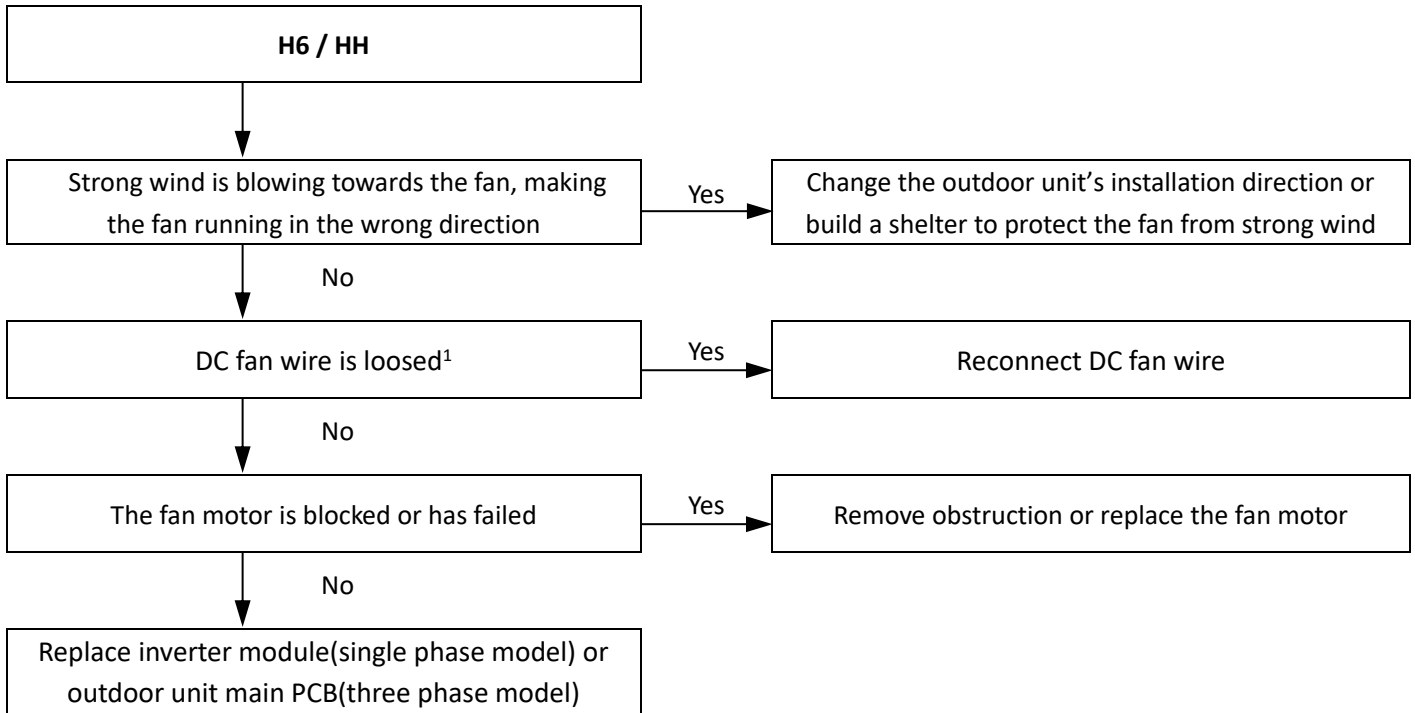 H6 / HH
Strong wind is blowing towards the fan, making
the fan running in the wrong direction
Yes
Change the outdoor unit’s installation direction or
build a shelter to protect the fan from strong wind
No
DC fan wire is loosed¹
Yes
Reconnect DC fan wire
No
The fan motor is blocked or has failed
Yes
Remove obstruction or replace the fan motor
No
Replace inverter module(single phase model) or
outdoor unit main PCB(three phase model)